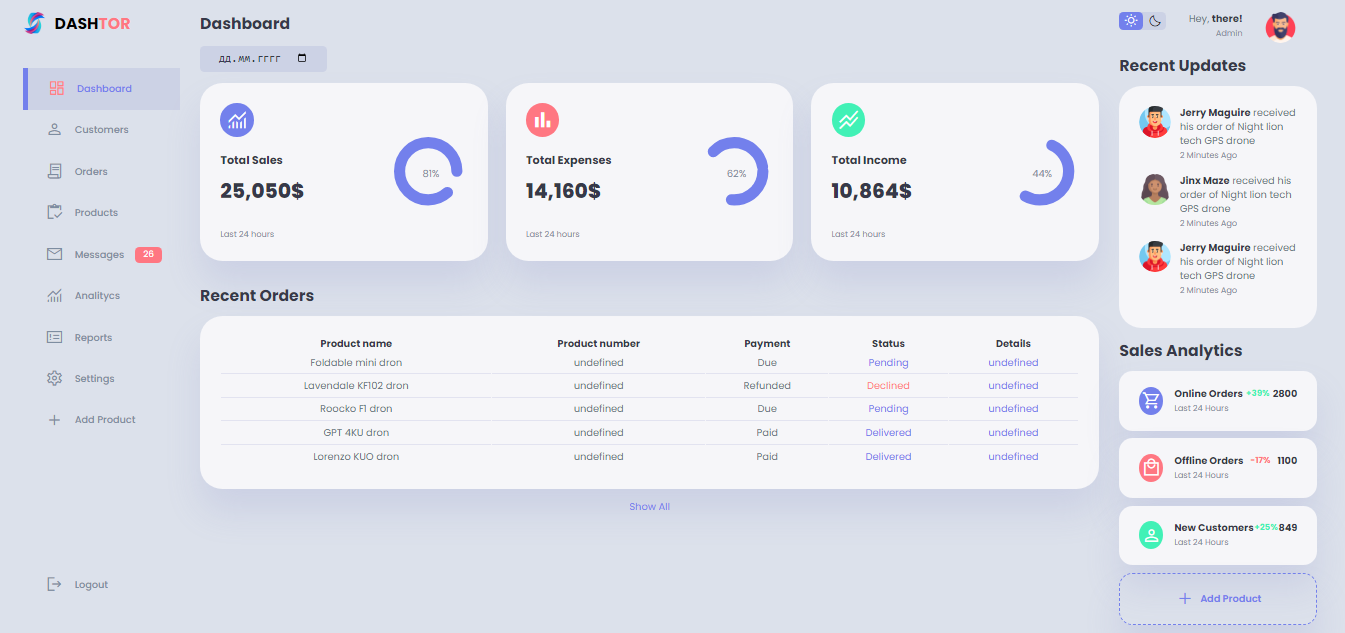 DASHTOR
Dashboard
Customers
Orders
Products
Messages 26
Analitycs
Reports
Settings
Add Product
Logout
Dashboard
дд.мм.гггг
Total Sales
25,050$
81%
Last 24 hours
Total Expenses
14,160$
62%
Last 24 hours
Total Income
10,864$
44%
Last 24 hours
Recent Orders
Product name Product number Payment Status Details
Foldable mini dron undefined Due Pending undefined
Lavendale KF102 dron undefined Refunded Declined undefined
Roocko F1 dron undefined Due Pending undefined
GPT 4KU dron undefined Paid Delivered undefined
Lorenzo KUO dron undefined Paid Delivered undefined
Show All
Hey, there!
Admin
Recent Updates
Jerry Maguire received
his order of Night lion
tech GPS drone
2 Minutes Ago
Jinx Maze received his
order of Night lion tech
GPS drone
2 Minutes Ago
Jerry Maguire received
his order of Night lion
tech GPS drone
2 Minutes Ago
Sales Analytics
Online Orders +39% 2800
Last 24 Hours
Offline Orders -17% 1100
Last 24 Hours
New Customers +25% 849
Last 24 Hours
Add Product